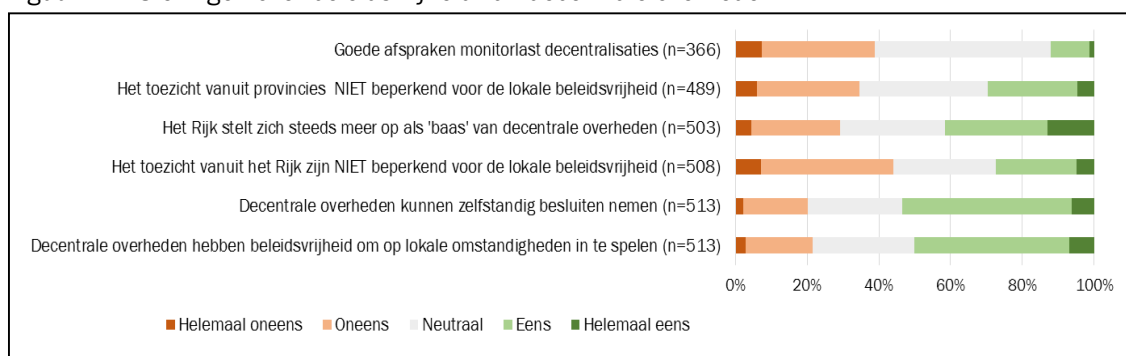 Goede afspraken monitorlast decentralisaties (n=366)
Het toezicht vanuit provincies NIET beperkend voor de lokale beleidsvrijheid (n=489)
Het Rijk stelt zich steeds meer op als 'baas' van decentrale overheden (n=503)
Het toezicht vanuit het Rijk zijn NIET beperkend voor de lokale beleidsvrijheid (n=508)
Decentrale overheden kunnen zelfstandig besluiten nemen (n=513)
Decentrale overheden hebben beleidsvrijheid om op lokale omstandigheden in te spelen (n=513)
0% 20% 40% 60% 80% 100%
Helemaal oneens Oneens Neutraal Eens Helemaal eens